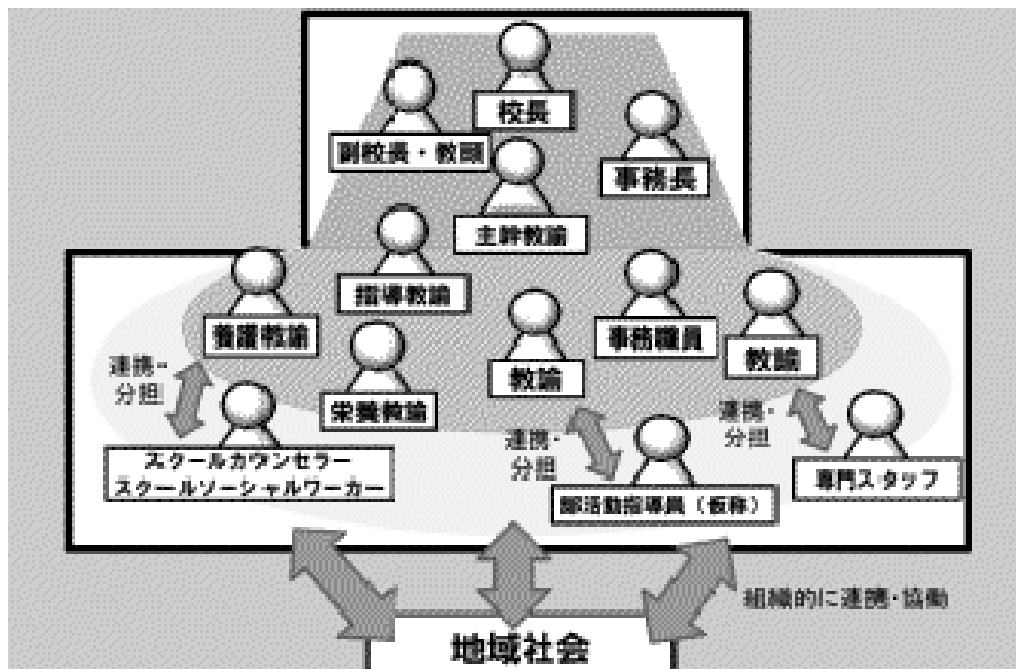 校長
副校長・教頭
事務長
主幹教諭
指導教諭
養護教諭
事務職員
教諭
教諭
栄養教諭
連携・
分担
連携・
分担
連携・
分担
スクールカウンセラー
スクールソーシャルワーカー
専門スタッフ
部活動指導員（仮称）
組織的に連携・協働
地域社会